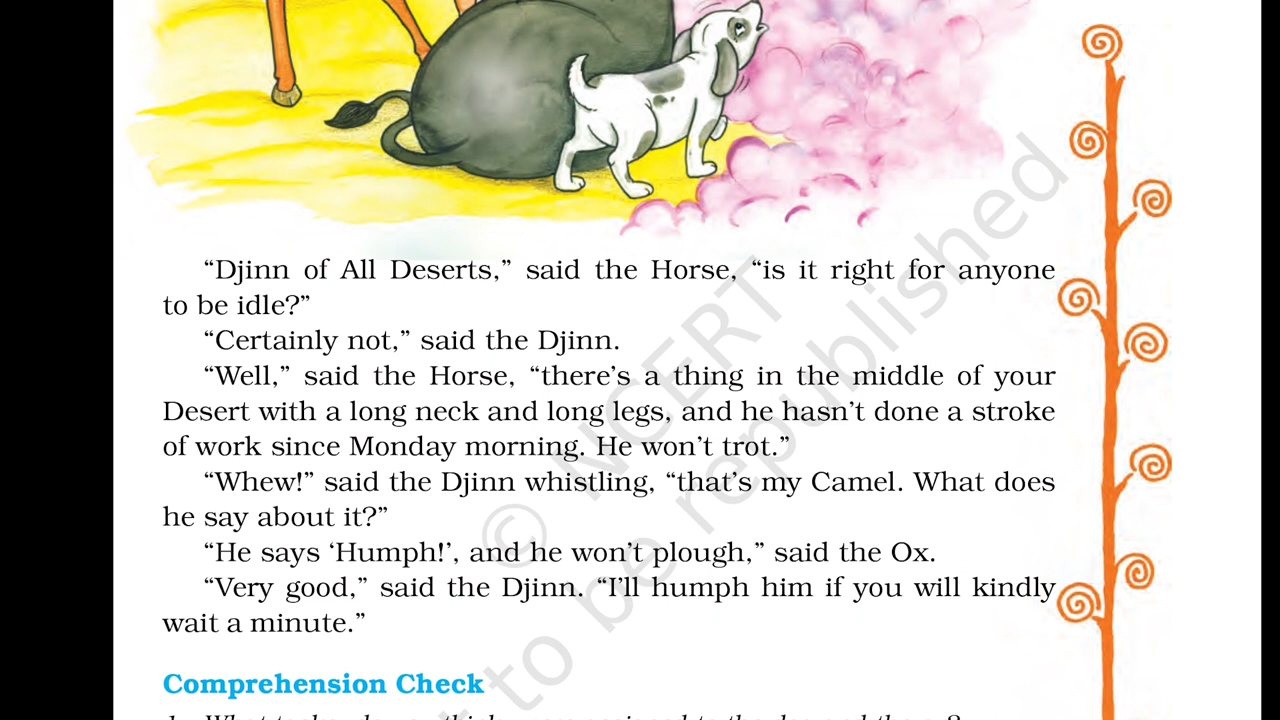 “Djinn of All Deserts,” said the Horse, “is it right for anyone
to be idle?”
“Certainly not,” said the Djinn.
“Well,” said the Horse, “there’s a thing in the middle of your
Desert with a long neck and long legs, and he hasn’t done a stroke
of work since Monday morning. He won’t trot.”
“Whew!” said the Djinn whistling, “that’s my Camel. What does
he say about it?”
“He says ‘Humph!’, and he won’t plough,” said the Ox.
“Very good,” said the Djinn. “I’ll humph him if you will kindly
wait a minute.”
Comprehension Check
© NCERT
to be republished